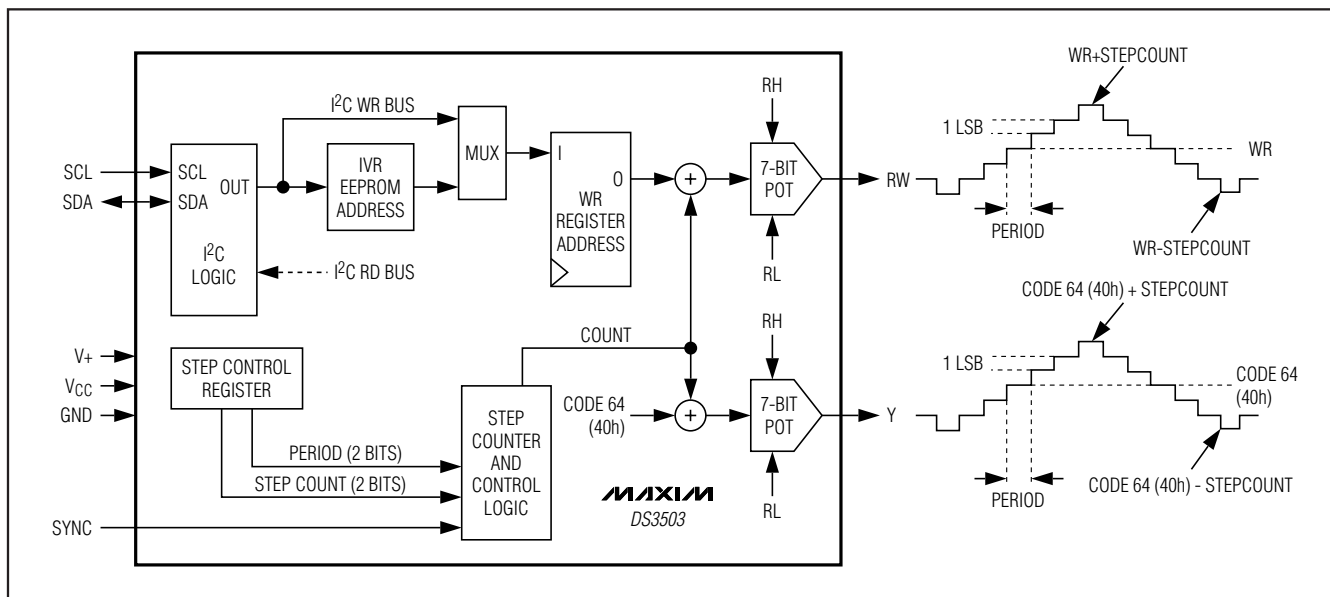 SCL
SDA
V+
VCC
GND
SYNC
SCL
SDA
OUT
I2C
LOGIC
I2C WR BUS
IVR
EEPROM
ADDRESS
I2C RD BUS
MUX
I
O
WR
REGISTER
ADDRESS
STEP CONTROL
REGISTER
PERIOD (2 BITS)
STEP COUNT (2 BITS)
COUNT
STEP
COUNTER
AND
CONTROL
LOGIC
CODE 64
(40h)
+
+
RH
7-BIT
POT
RL
RW
RH
7-BIT
POT
RL
Y
MAXIM
DS3503
WR+STEPCOUNT
1 LSB
WR
PERIOD
WR-STEPCOUNT
CODE 64 (40h) + STEPCOUNT
1 LSB
CODE 64
(40h)
PERIOD
CODE 64 (40h) - STEPCOUNT